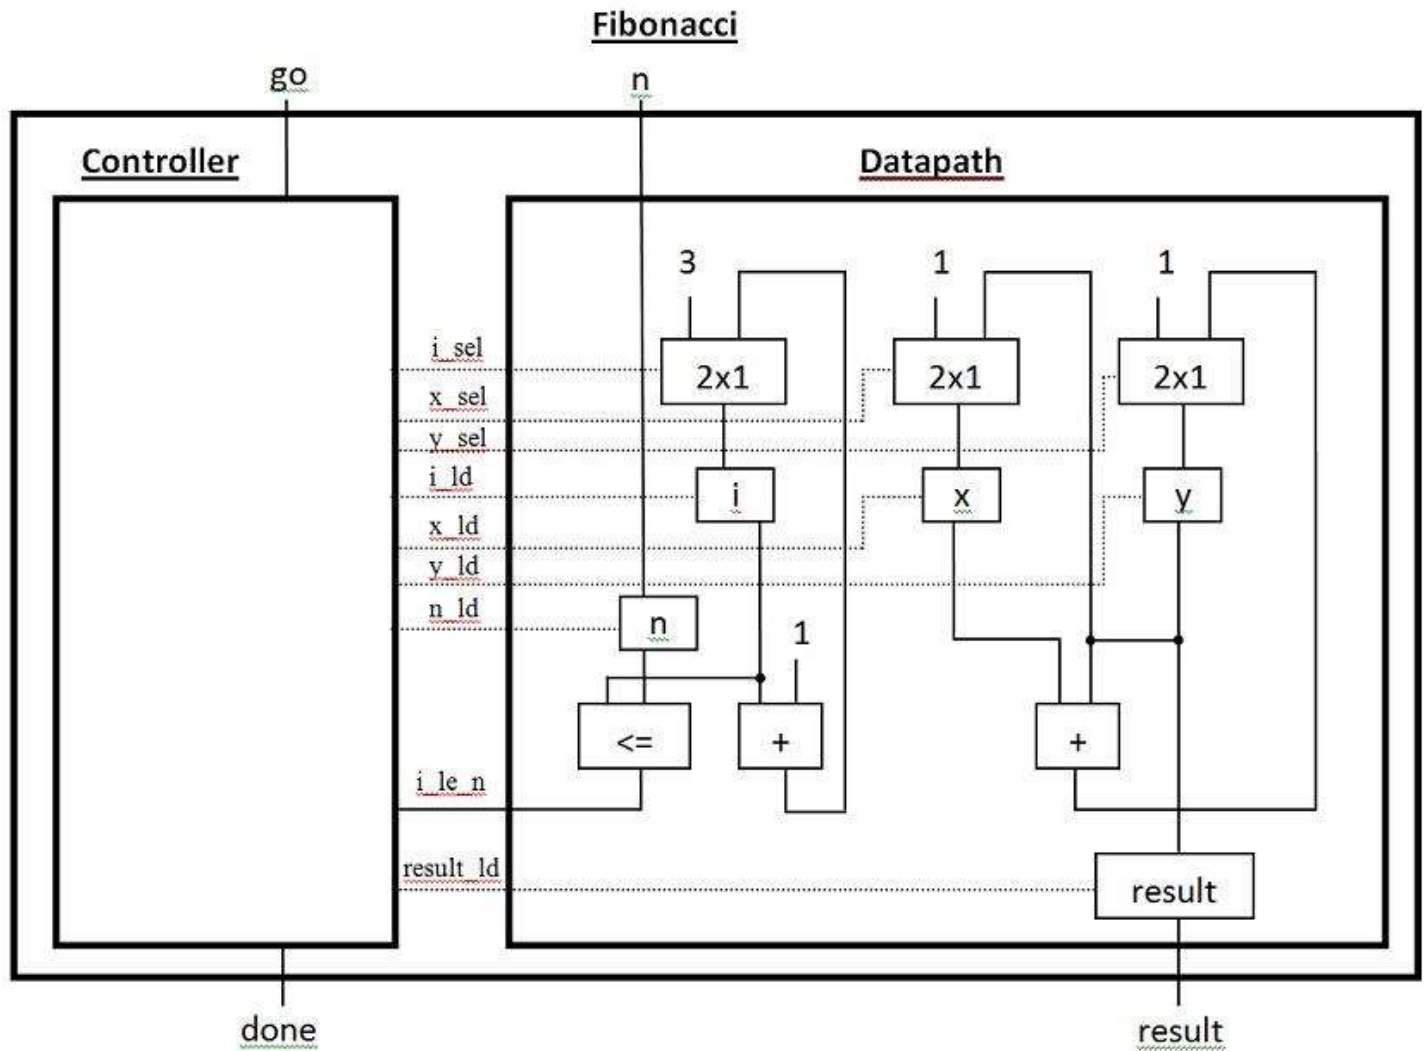 Fibonacci
go
n
Controller
Datapath
3
1
1
i_sel
2x1
2x1
2x1
x_sel
y_sel
i_ld
i
x
y
x_ld
y_ld
n_ld
n
1
<=
+
+
i_le_n
result_ld
result
done
result